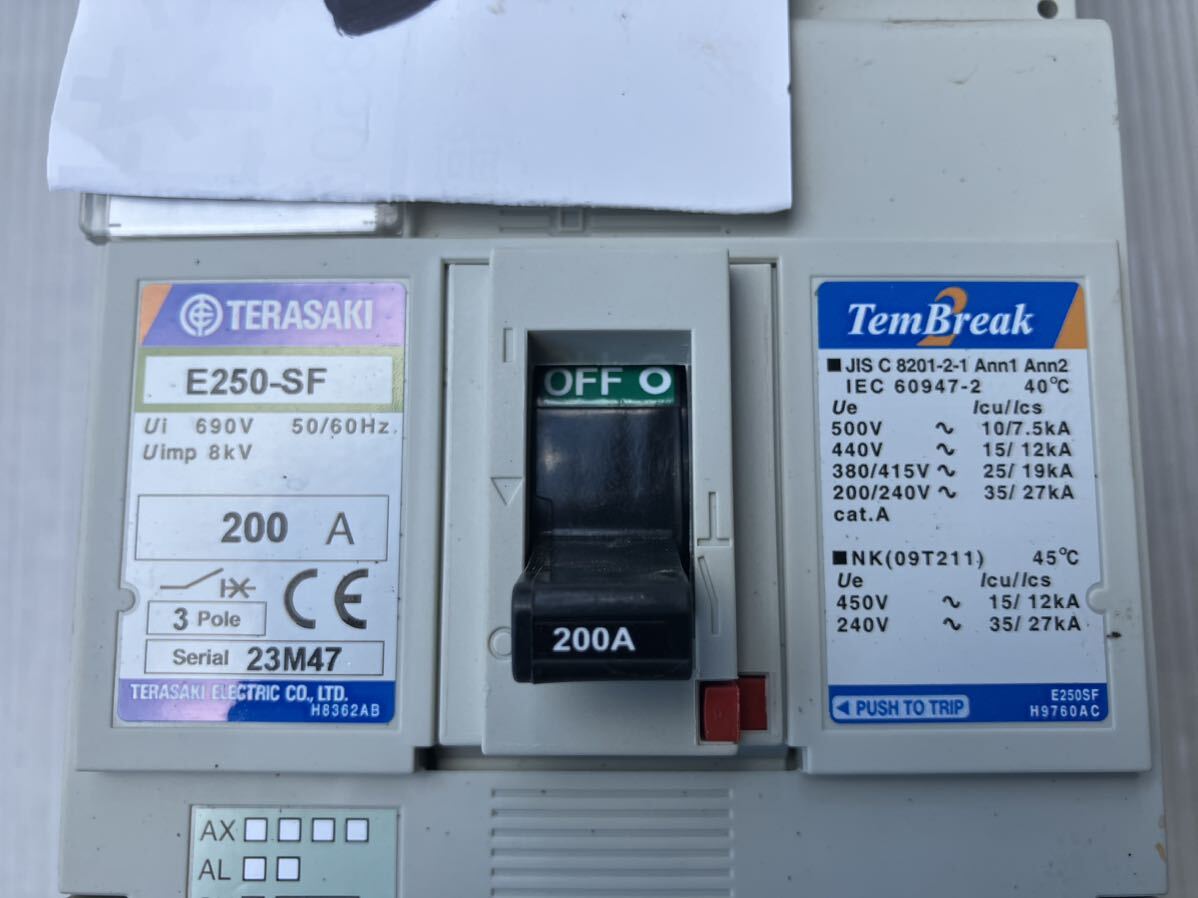 TERASAKI
E250-SF
Ui 690V 50/60Hz
Uimp 8kV
200 A
CE
3 Pole
Serial 23M47
TERASAKI ELECTRIC CO., LTD.
H8362AB
AX
AL
OFF O
200A
TemBreak 2
■JIS C 8201-2-1 Ann1 Ann2
IEC 60947-2 40℃
Ue Icu/Ics
500V ~ 10/7.5kA
440V ~ 15/12kA
380/415V ~ 25/19kA
200/240V ~ 35/27kA
cat.A
■NK(09T211) 45℃
Ue Icu/Ics
450V ~ 15/12kA
240V ~ 35/27kA
◀ PUSH TO TRIP
E250SF
H9760AC